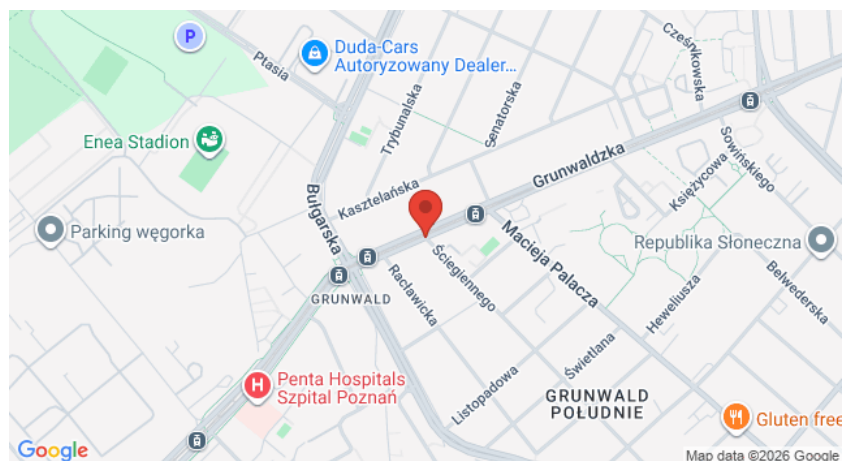 P
Ptasia
Duda-Cars
Autoryzowany Dealer...
Cześnikowska
Trybunalska
Senatorska
Enea Stadion
Grunwaldzka
Sowińskiego
Księżycowa
Bułgarska
Kasztelańska
Parking węgorka
Macieja Palacza
Republika Słoneczna
Ściegiennego
Racławicka
GRUNWALD
Belwederska
Heweliusza
Świetlana
H
Penta Hospitals
Szpital Poznań
Listopadowa
GRUNWALD
POŁUDNIE
Gluten free
Google
Map data ©2026 Google